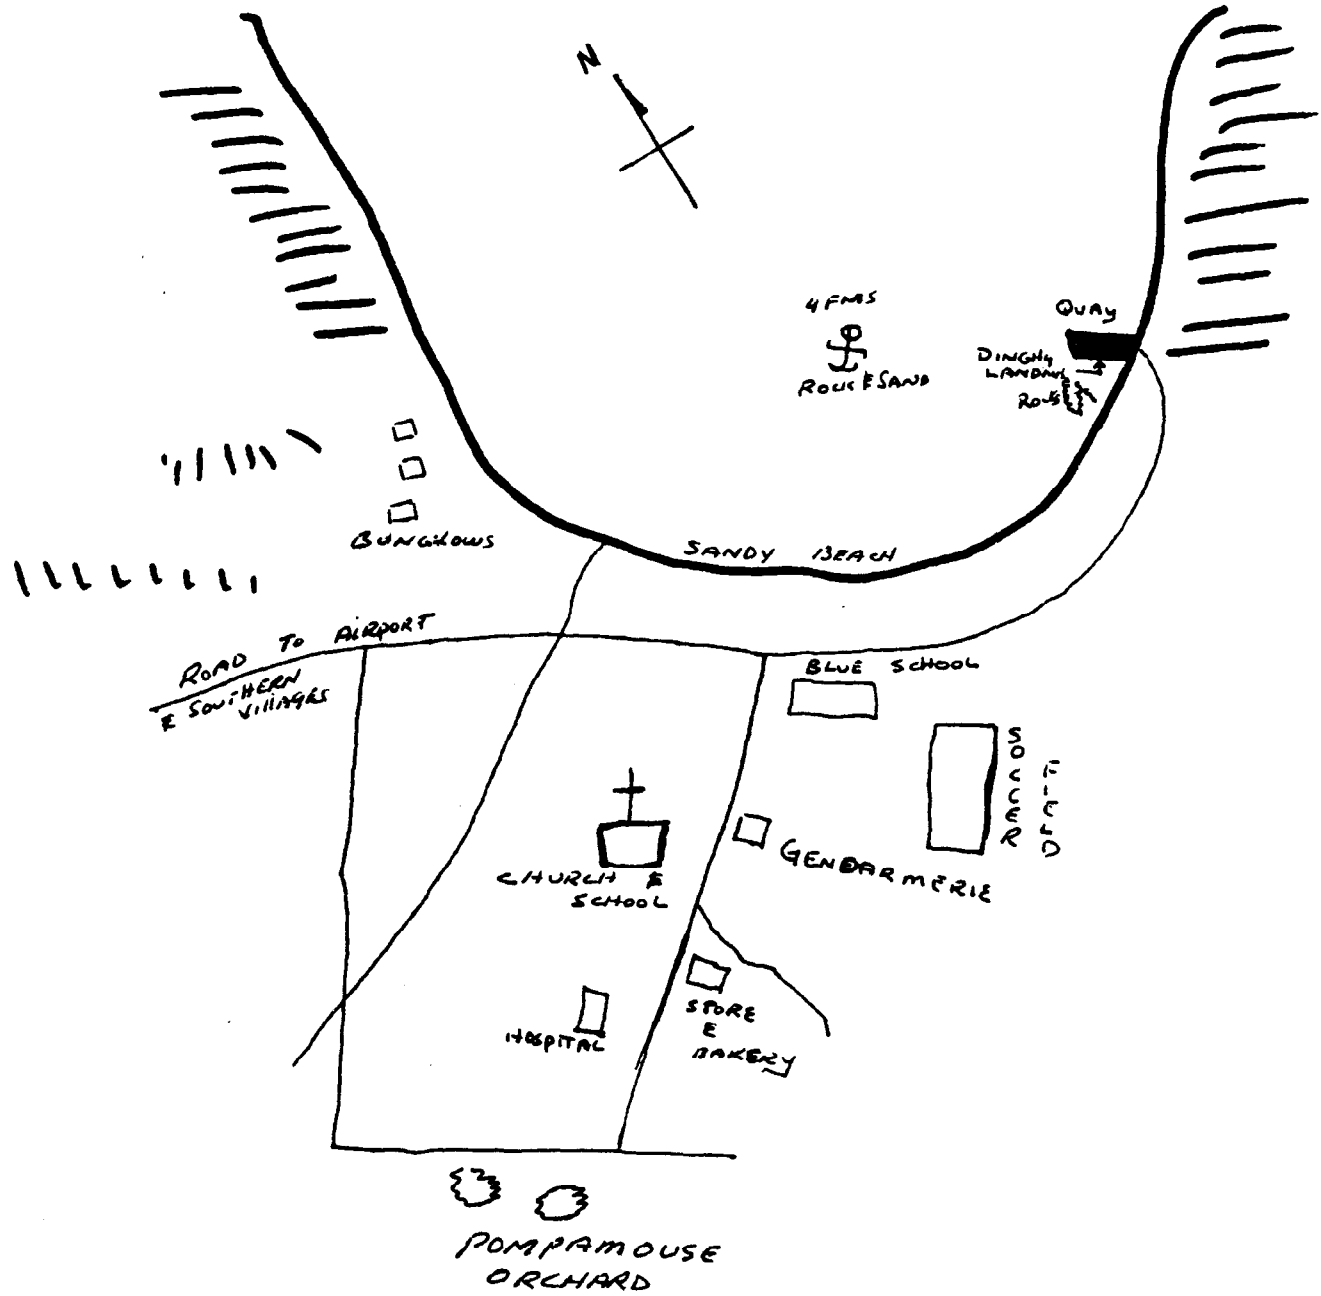 N
4 FMS
ROCK & SAND
QUAY
DINGHY
LANDING
ROCKS
BUNGALOWS
SANDY BEACH
ROAD TO AIRPORT
& SOUTHERN
VILLAGES
BLUE SCHOOL
SOCCER
FIELD
CHURCH &
SCHOOL
GENDARMERIE
HOSPITAL
STORE
&
BAKERY
POMPAMOUSE
ORCHARD